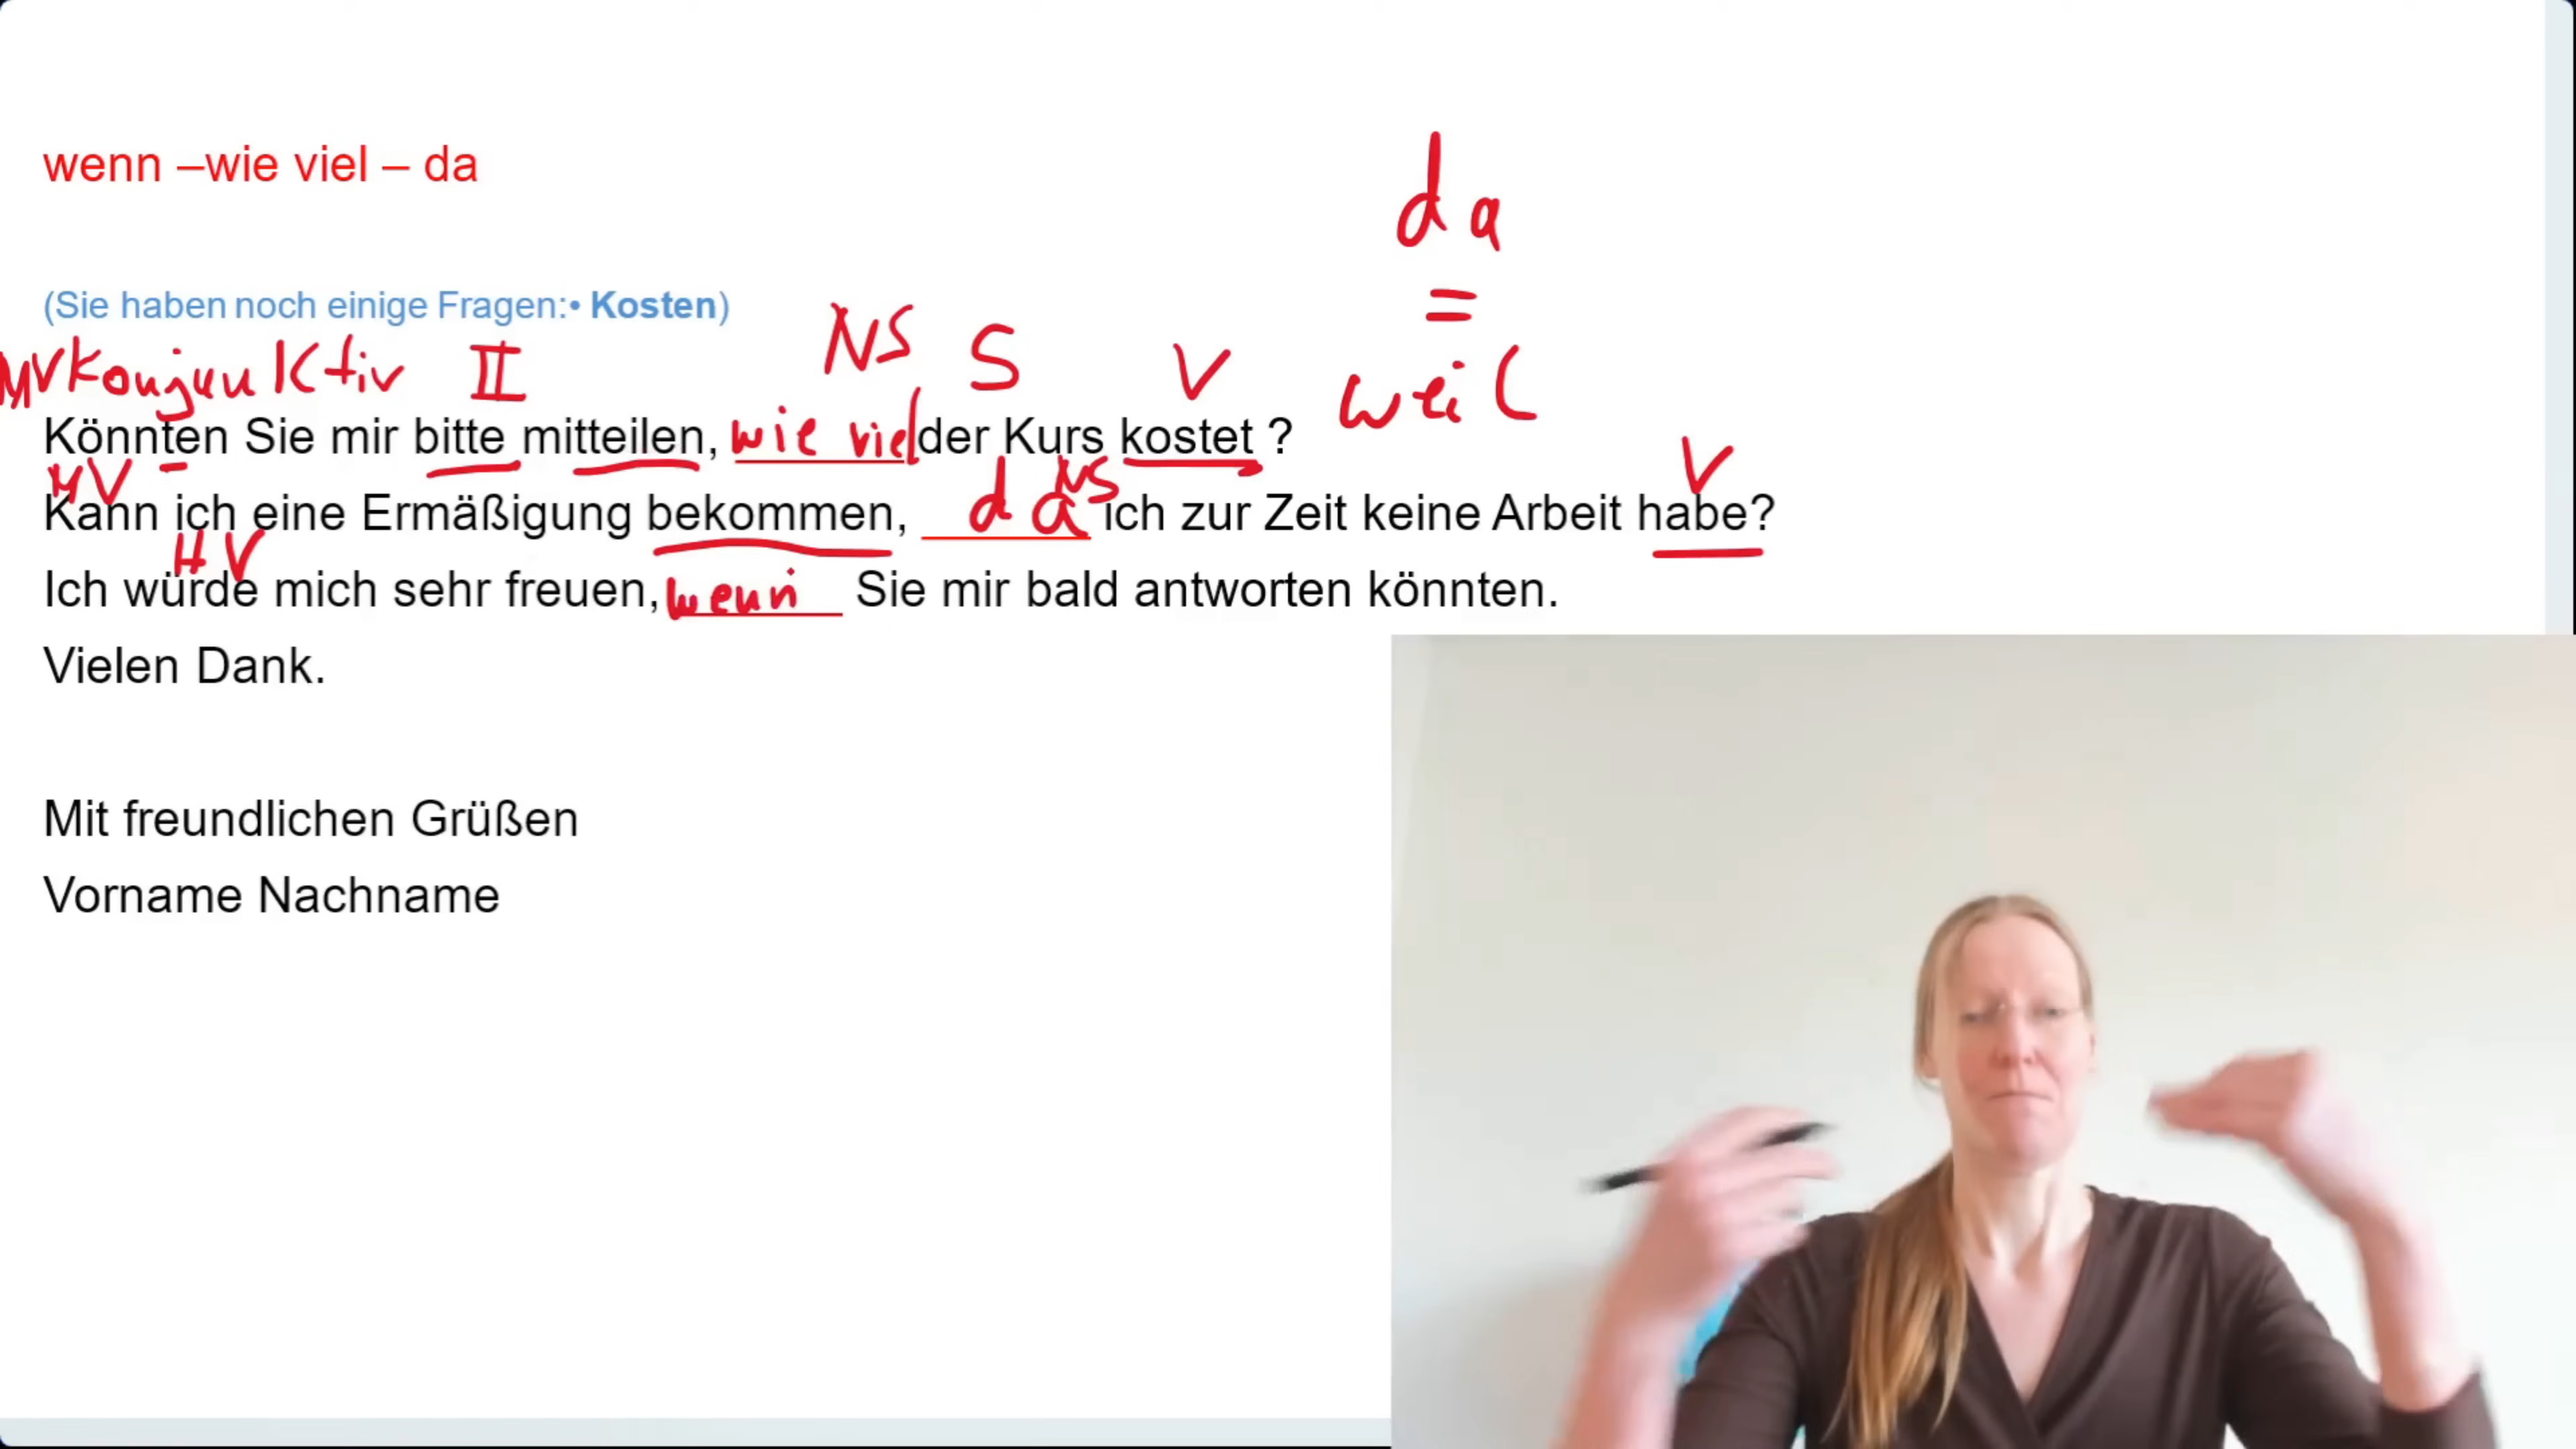 wenn –wie viel – da
da
=
weil
(Sie haben noch einige Fragen:• Kosten)
NS S V
MV Konjunktiv II
Könnten Sie mir bitte mitteilen, wie viel der Kurs kostet ?
MV NS V
Kann ich eine Ermäßigung bekommen, da ich zur Zeit keine Arbeit habe?
HV
Ich würde mich sehr freuen, wenn Sie mir bald antworten könnten.
Vielen Dank.
Mit freundlichen Grüßen
Vorname Nachname